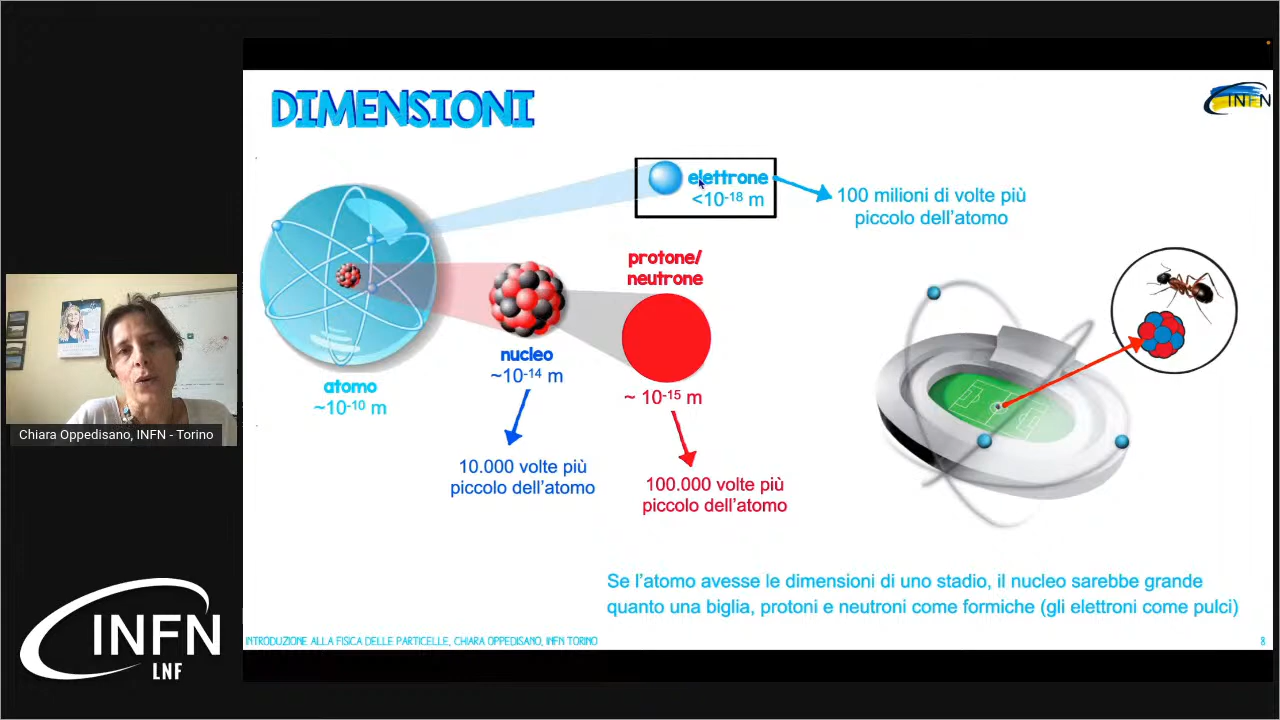 DIMENSIONI
INFN
elettrone
<10⁻¹⁸ m
100 milioni di volte più
piccolo dell'atomo
protone/
neutrone
nucleo
~10⁻¹⁴ m
atomo
~10⁻¹⁰ m
~ 10⁻¹⁵ m
Chiara Oppedisano, INFN - Torino
10.000 volte più
piccolo dell'atomo
100.000 volte più
piccolo dell'atomo
Se l'atomo avesse le dimensioni di uno stadio, il nucleo sarebbe grande
quanto una biglia, protoni e neutroni come formiche (gli elettroni come pulci)
INFN
LNF
INTRODUZIONE ALLA FISICA DELLE PARTICELLE, CHIARA OPPEDISANO, INFN TORINO
8